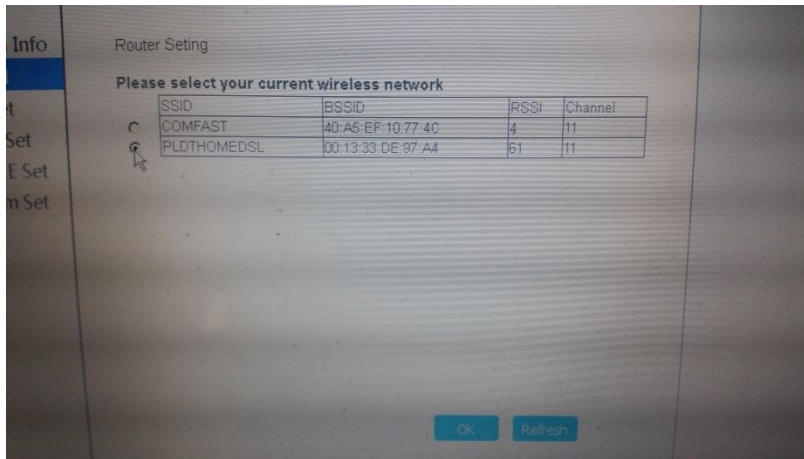 Info
Router Seting
Please select your current wireless network
SSID BSSID RSSI Channel
COMFAST 40:A5:EF:10:77:4C 4 11
Set
PLDTHOMEDSL 00:13:33:DE:97:A4 61 11
E Set
m Set
OK Refresh